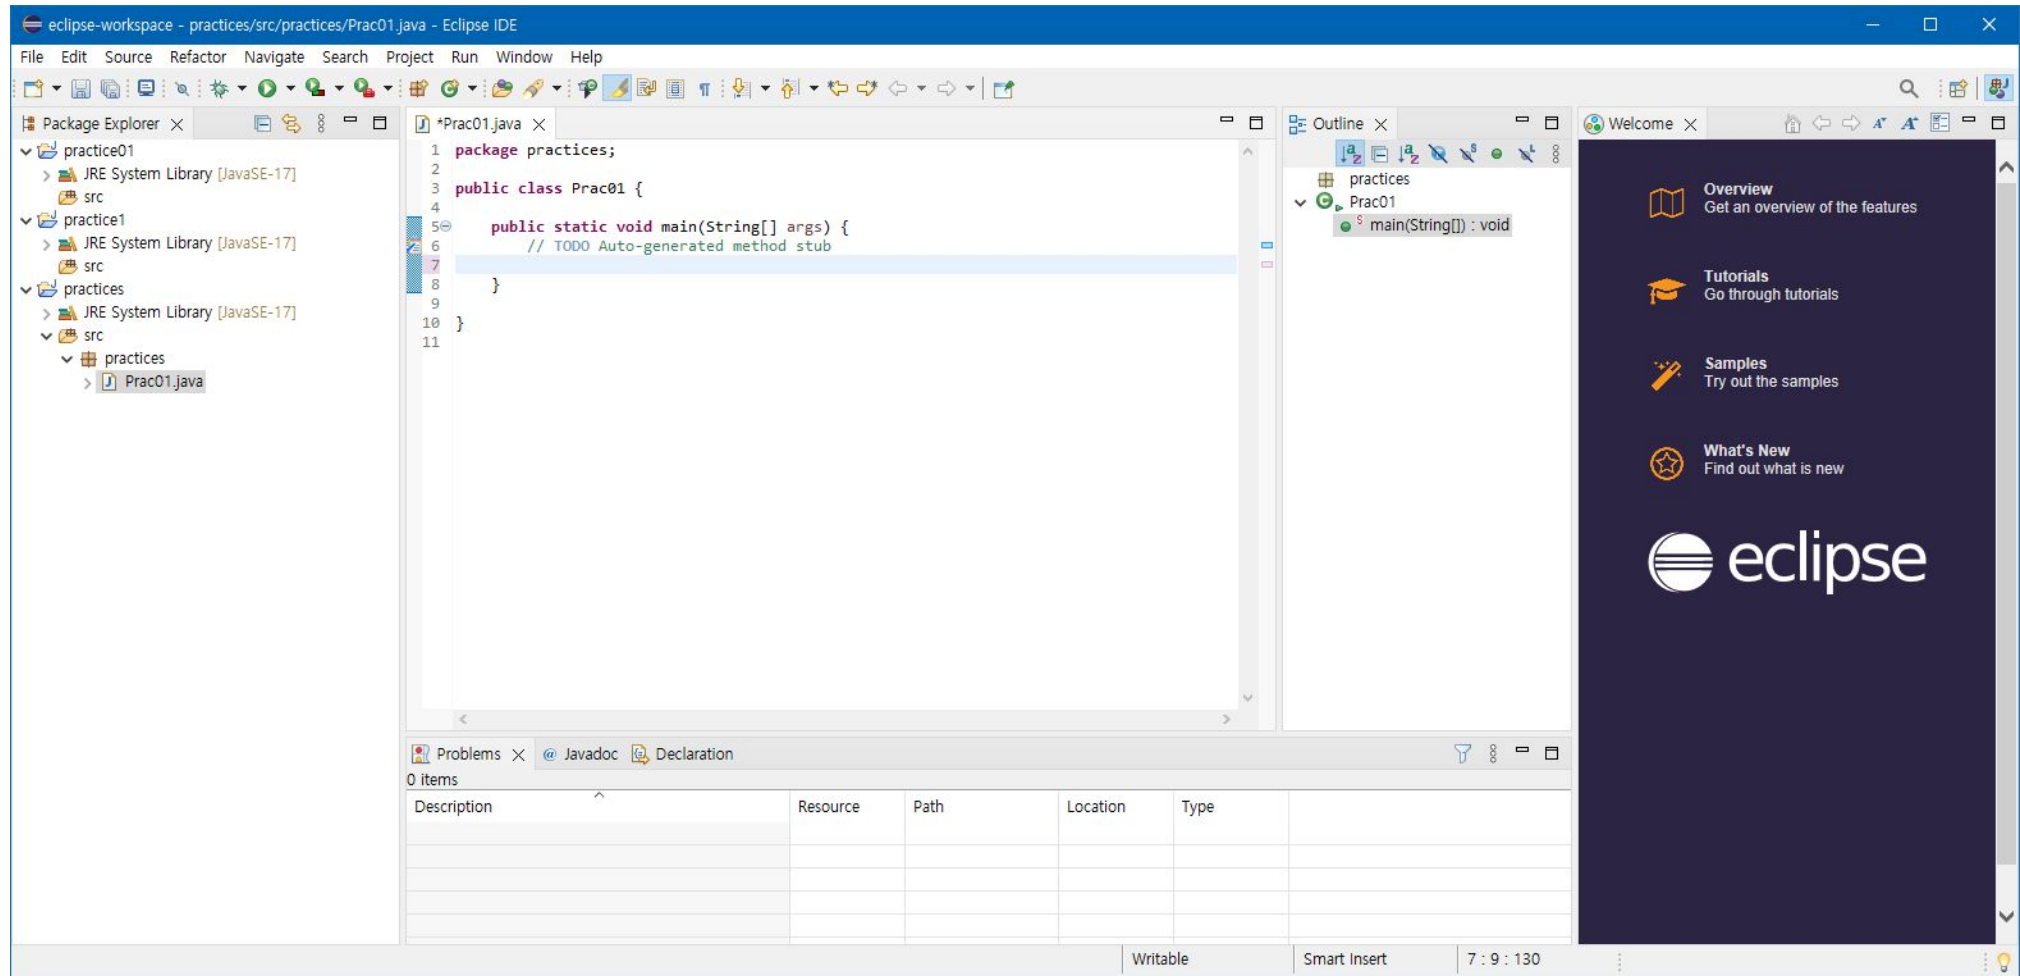 eclipse-workspace - practices/src/practices/Prac01.java - Eclipse IDE
File Edit Source Refactor Navigate Search Project Run Window Help
Package Explorer
practice01
JRE System Library [JavaSE-17]
src
practice1
JRE System Library [JavaSE-17]
src
practices
JRE System Library [JavaSE-17]
src
practices
Prac01.java
*Prac01.java
1 package practices;
2
3 public class Prac01 {
4
5 public static void main(String[] args) {
6 // TODO Auto-generated method stub
7
8 }
9
10 }
11
Outline
practices
Prac01
main(String[]) : void
Welcome
Overview
Get an overview of the features
Tutorials
Go through tutorials
Samples
Try out the samples
What's New
Find out what is new
eclipse
Problems @ Javadoc Declaration
0 items
Description Resource Path Location Type
Writable Smart Insert 7 : 9 : 130